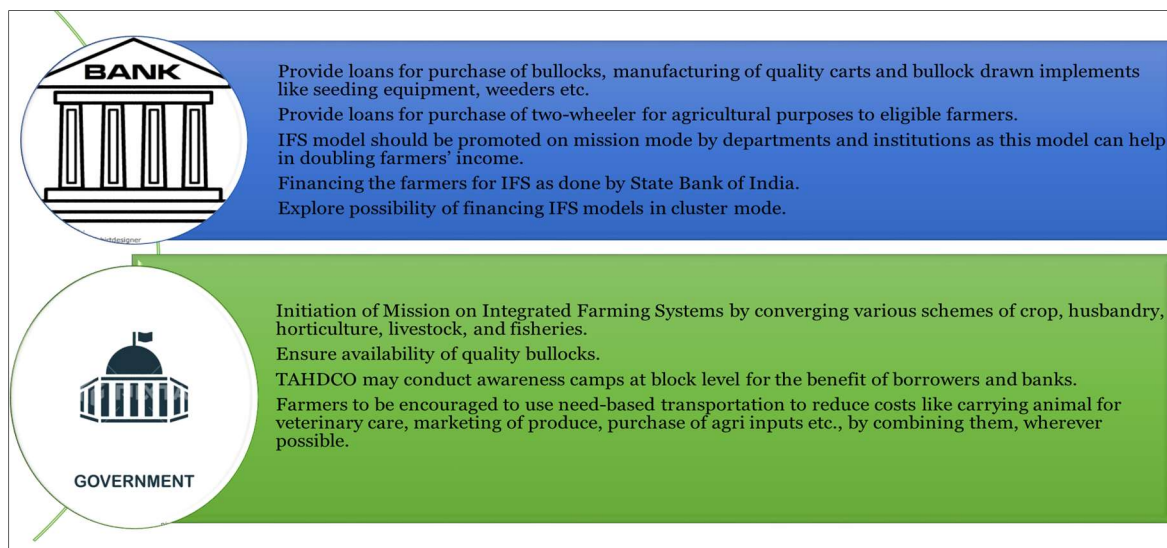 BANK
Provide loans for purchase of bullocks, manufacturing of quality carts and bullock drawn implements
like seeding equipment, weeders etc.
Provide loans for purchase of two-wheeler for agricultural purposes to eligible farmers.
IFS model should be promoted on mission mode by departments and institutions as this model can help
in doubling farmers’ income.
Financing the farmers for IFS as done by State Bank of India.
Explore possibility of financing IFS models in cluster mode.
Initiation of Mission on Integrated Farming Systems by converging various schemes of crop, husbandry,
horticulture, livestock, and fisheries.
Ensure availability of quality bullocks.
TAHDCO may conduct awareness camps at block level for the benefit of borrowers and banks.
Farmers to be encouraged to use need-based transportation to reduce costs like carrying animal for
veterinary care, marketing of produce, purchase of agri inputs etc., by combining them, wherever
possible.
GOVERNMENT